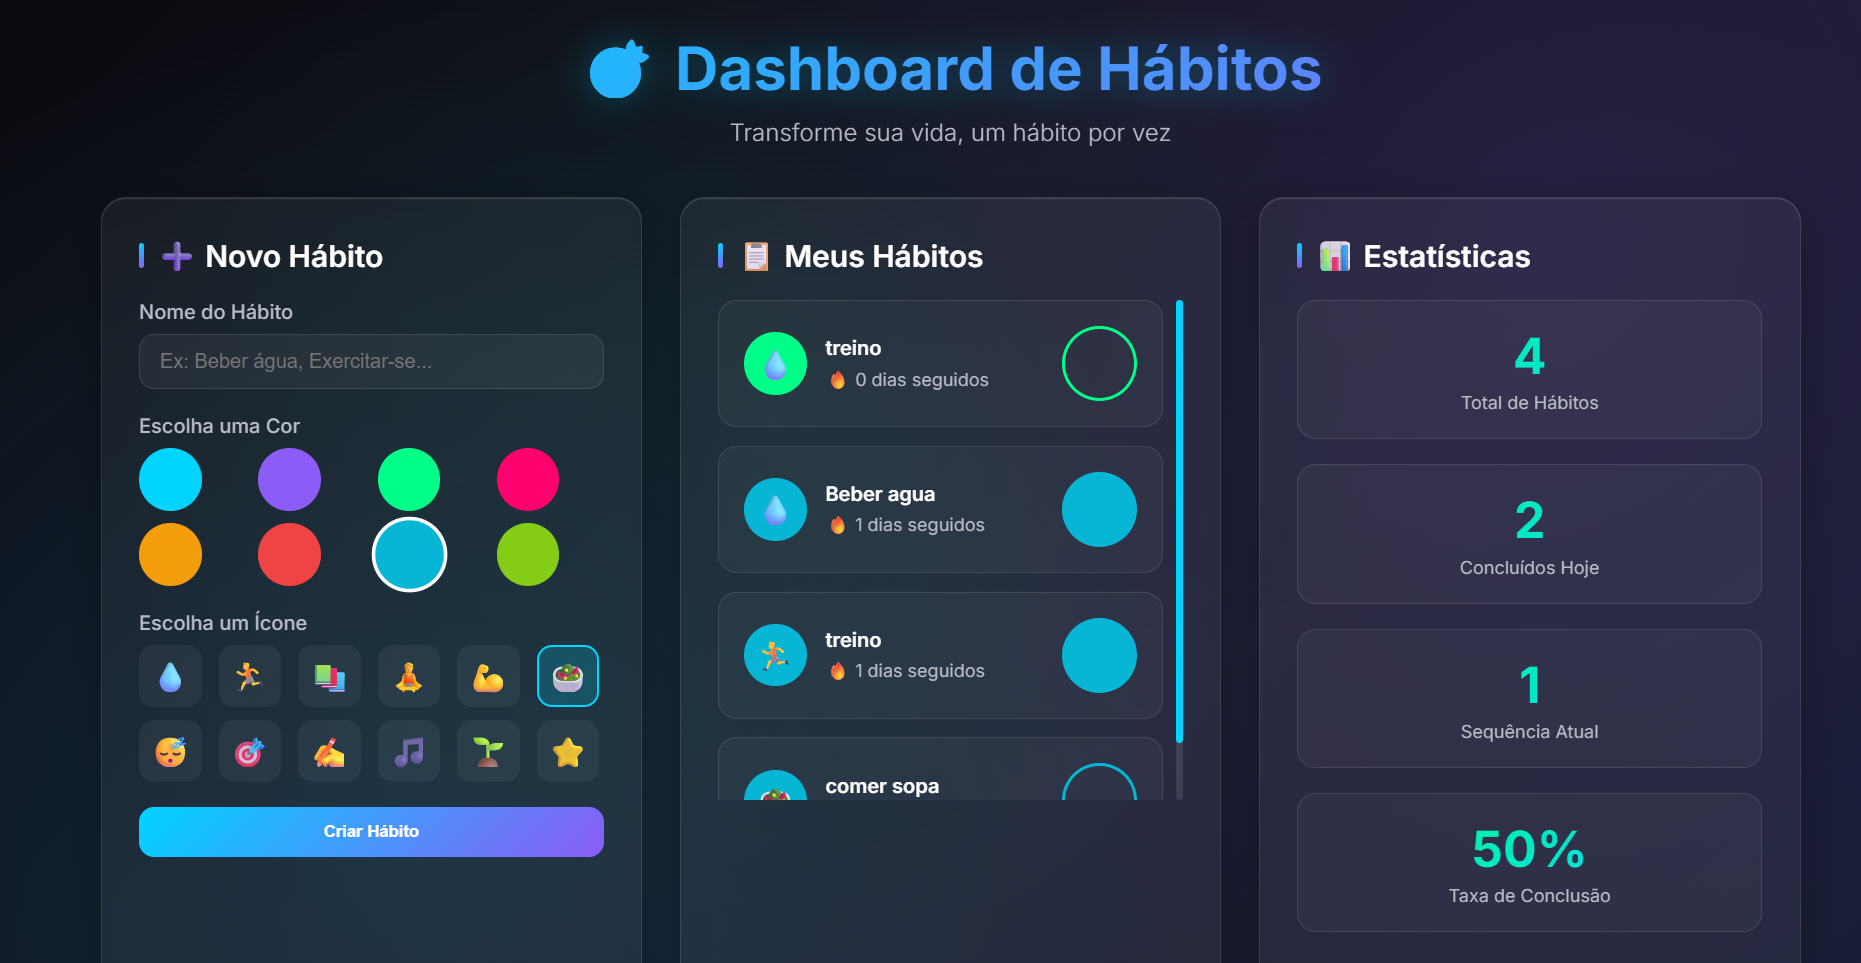 Dashboard de Hábitos
Transforme sua vida, um hábito por vez
Novo Hábito
Nome do Hábito
Ex: Beber água, Exercitar-se...
Escolha uma Cor
Escolha um Ícone
Criar Hábito
Meus Hábitos
treino
0 dias seguidos
Beber agua
1 dias seguidos
treino
1 dias seguidos
comer sopa
Estatísticas
4
Total de Hábitos
2
Concluídos Hoje
1
Sequência Atual
50%
Taxa de Conclusão